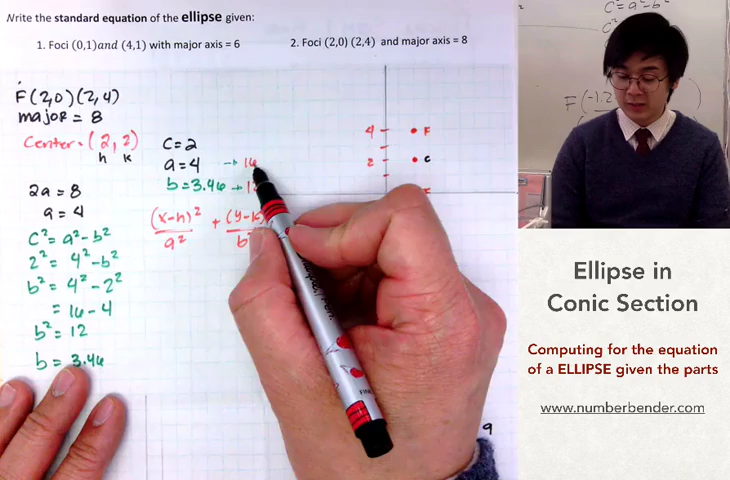 Write the standard equation of the ellipse given:
1. Foci (0,1)and (4,1) with major axis = 6
2. Foci (2,0) (2,4) and major axis = 8
F(2,0)(2,4)
major = 8
Center = (2, 2)
h k
2a = 8
a = 4
c² = a² - b²
2² = 4² - b²
b² = 4² - 2²
= 16 - 4
b² = 12
b = 3.46
c = 2
a = 4 → 16
b = 3.46 →
(x-h)² + (y-k
a²
4 F
2 C
9
c² = a² - b²
F(-1.2
Ellipse in
Conic Section
Computing for the equation
of a ELLIPSE given the parts
www.numberbender.com